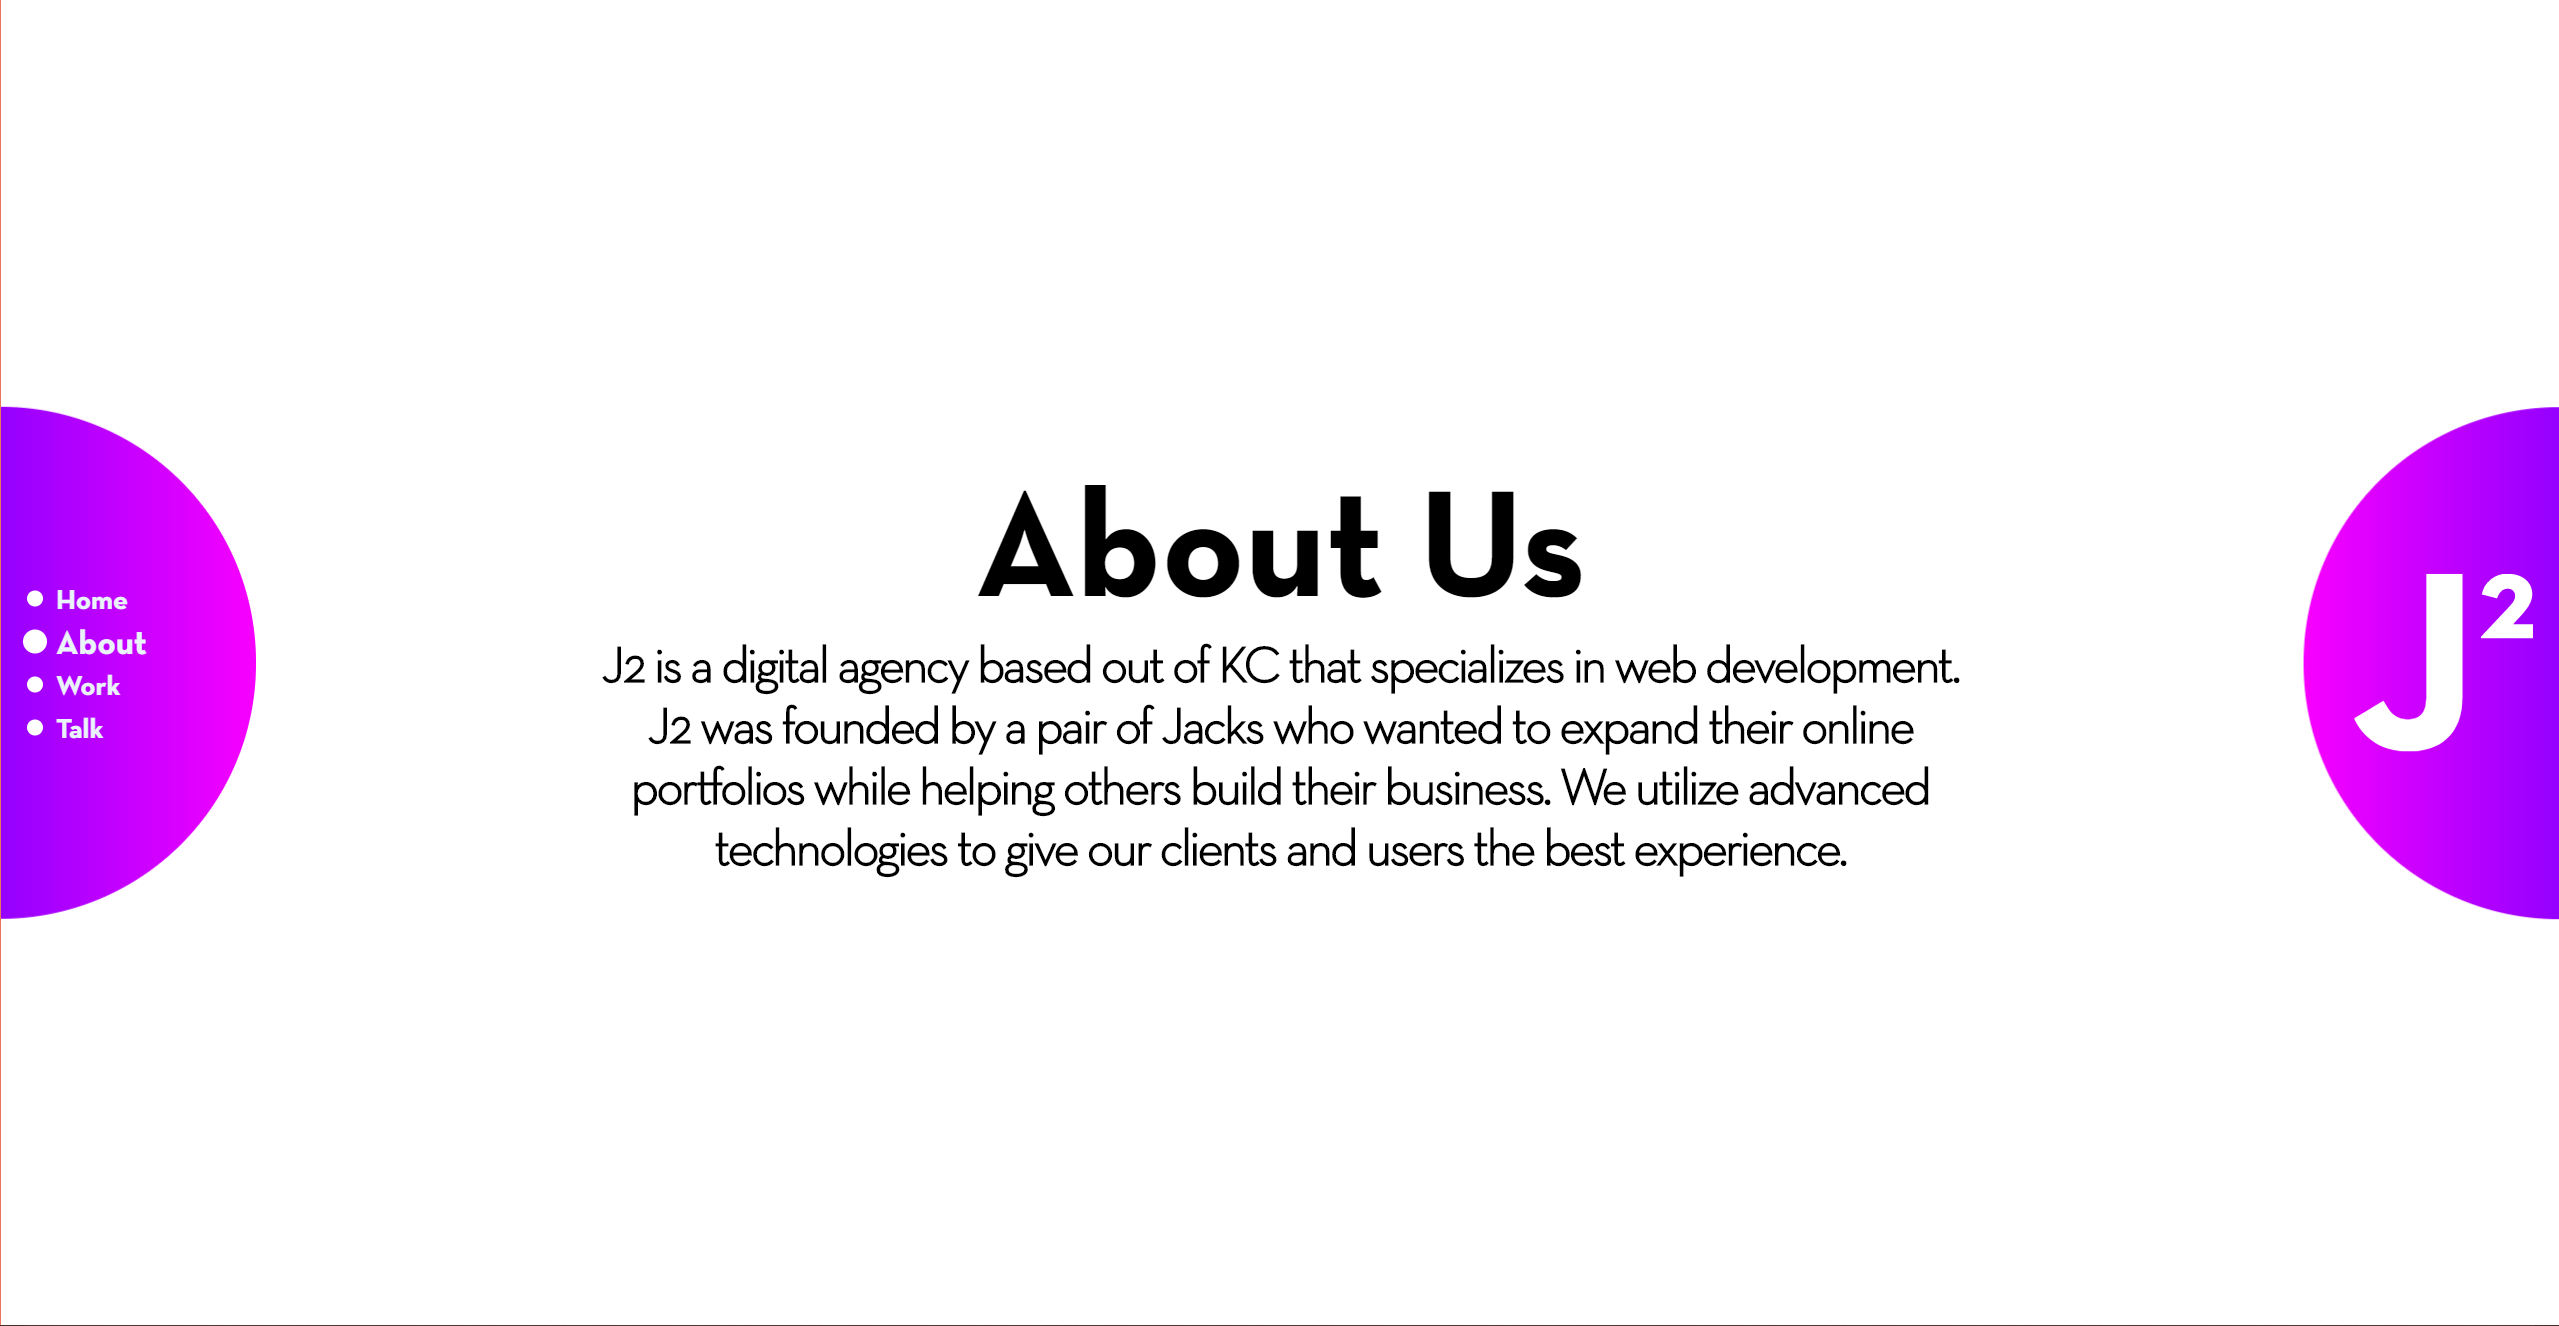 Home
About
Work
Talk
About Us
J2 is a digital agency based out of KC that specializes in web development.
J2 was founded by a pair of Jacks who wanted to expand their online
portfolios while helping others build their business. We utilize advanced
technologies to give our clients and users the best experience.
J²